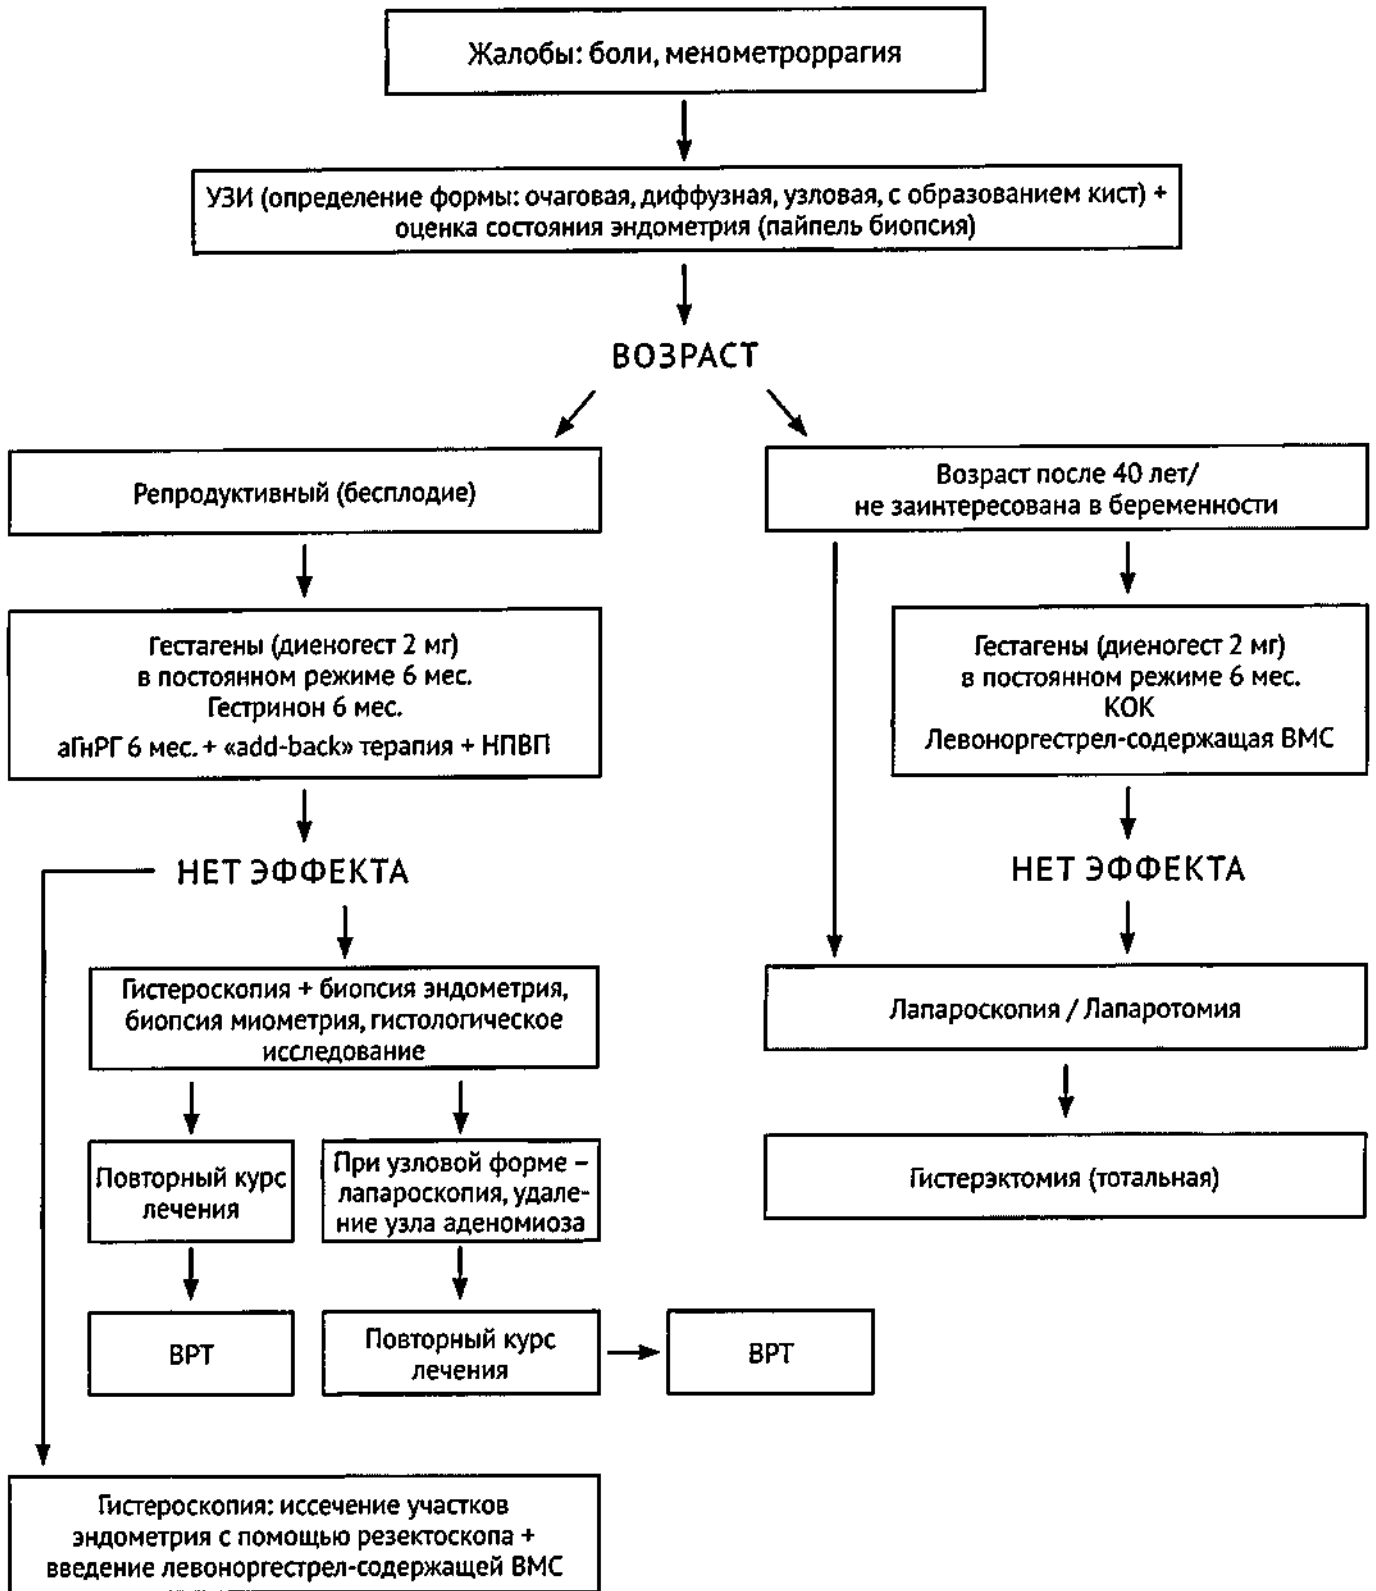 Жалобы: боли, менометроррагия
УЗИ (определение формы: очаговая, диффузная, узловая, с образованием кист) +
оценка состояния эндометрия (пайпель биопсия)
ВОЗРАСТ
Репродуктивный (бесплодие)
Возраст после 40 лет/
не заинтересована в беременности
Гестагены (диеногест 2 мг)
в постоянном режиме 6 мес.
Гестринон 6 мес.
аГнРГ 6 мес. + «add-back» терапия + НПВП
Гестагены (диеногест 2 мг)
в постоянном режиме 6 мес.
КОК
Левоноргестрел-содержащая ВМС
НЕТ ЭФФЕКТА
НЕТ ЭФФЕКТА
Гистероскопия + биопсия эндометрия,
биопсия миометрия, гистологическое
исследование
Лапароскопия / Лапаротомия
Повторный курс
лечения
При узловой форме –
лапароскопия, удале-
ние узла аденомиоза
Гистерэктомия (тотальная)
ВРТ
Повторный курс
лечения
ВРТ
Гистероскопия: иссечение участков
эндометрия с помощью резектоскопа +
введение левоноргестрел-содержащей ВМС